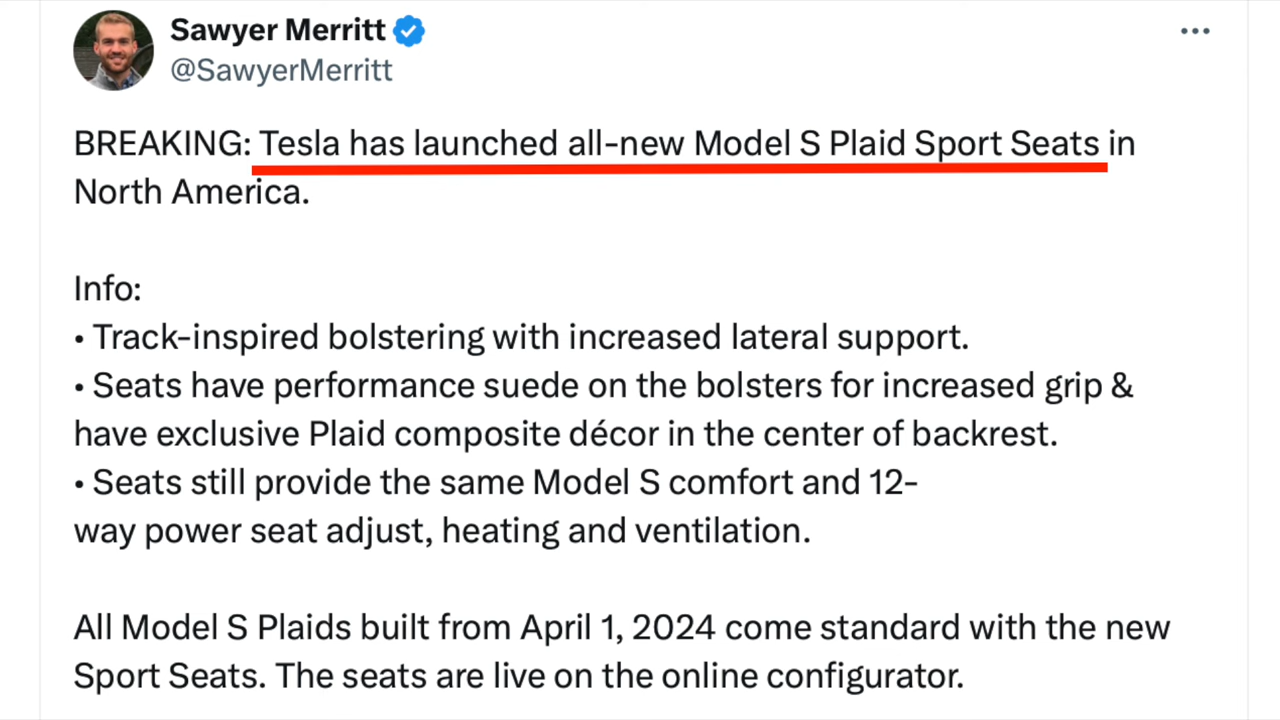 Sawyer Merritt
@SawyerMerritt
BREAKING: Tesla has launched all-new Model S Plaid Sport Seats in
North America.
Info:
• Track-inspired bolstering with increased lateral support.
• Seats have performance suede on the bolsters for increased grip &
have exclusive Plaid composite décor in the center of backrest.
• Seats still provide the same Model S comfort and 12-
way power seat adjust, heating and ventilation.
All Model S Plaids built from April 1, 2024 come standard with the new
Sport Seats. The seats are live on the online configurator.